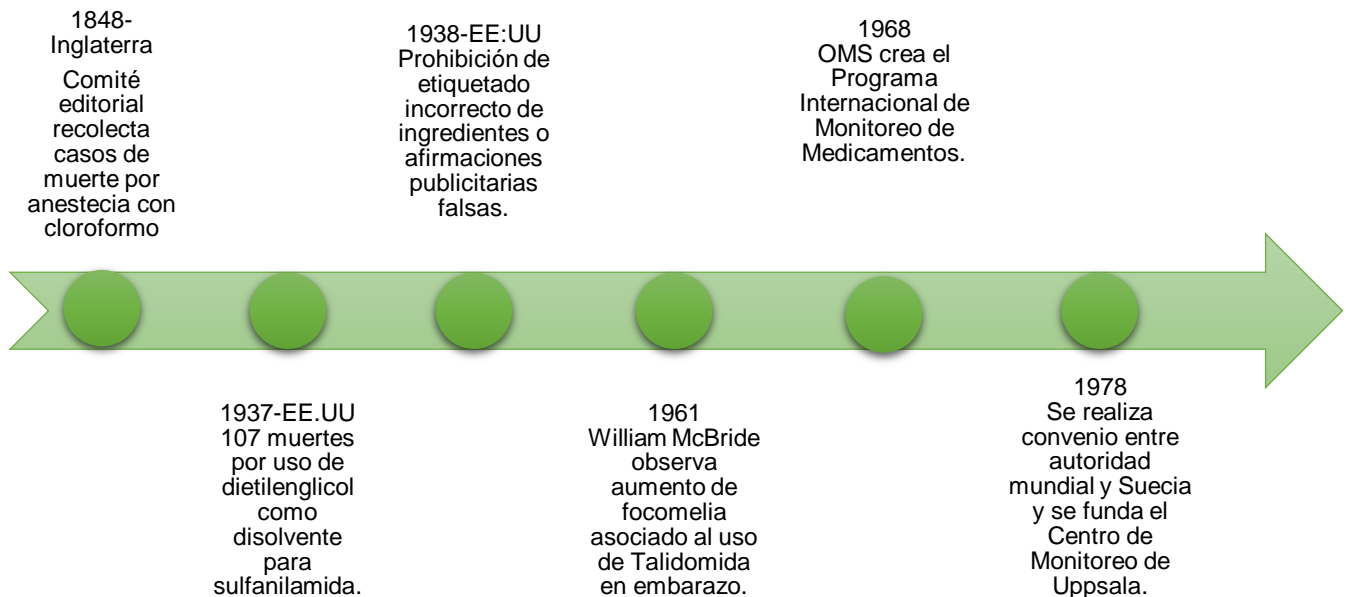 1848-
Inglaterra
Comité
editorial
recolecta
casos de
muerte por
anestecia con
cloroformo
1937-EE.UU
107 muertes
por uso de
dietilenglicol
como
disolvente
para
sulfanilamida.
1938-EE:UU
Prohibición de
etiquetado
incorrecto de
ingredientes o
afirmaciones
publicitarias
falsas.
1961
William McBride
observa
aumento de
focomelia
asociado al uso
de Talidomida
en embarazo.
1968
OMS crea el
Programa
Internacional de
Monitoreo de
Medicamentos.
1978
Se realiza
convenio entre
autoridad
mundial y Suecia
y se funda el
Centro de
Monitoreo de
Uppsala.